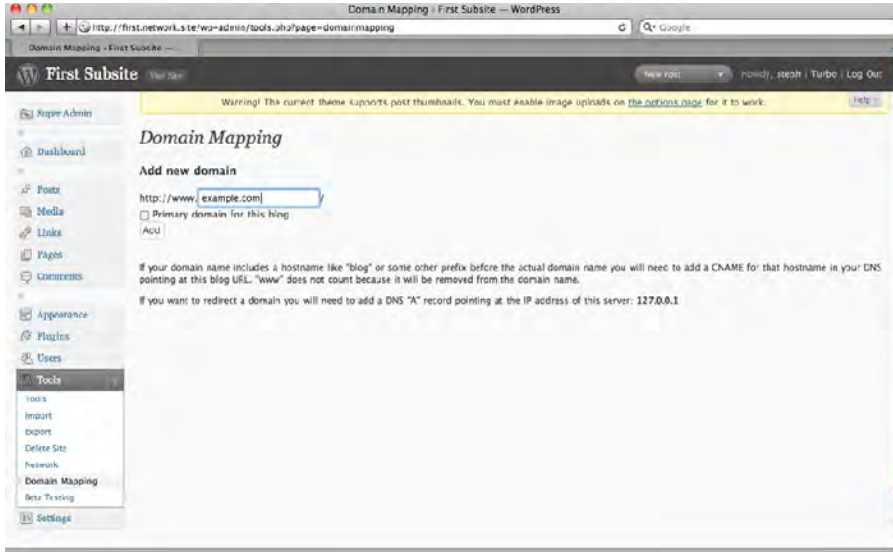 Domain Mapping ‹ First Subsite — WordPress
http://first.network.site/wp-admin/tools.php?page=domainmapping
Google
Domain Mapping ‹ First Subsite —...
First Subsite Visit Site
New Post
Howdy, steph | Turbo | Log Out
Warning! The current theme supports post thumbnails. You must enable image uploads on the options page for it to work.
Help
Super Admin
Dashboard
Posts
Media
Links
Pages
Comments
Appearance
Plugins
Users
Tools
Tools
Import
Export
Delete Site
Network
Domain Mapping
Beta Testing
Settings
Domain Mapping
Add new domain
http://www. example.com /
Primary domain for this blog
Add
If your domain name includes a hostname like "blog" or some other prefix before the actual domain name you will need to add a CNAME for that hostname in your DNS
pointing at this blog URL. "www" does not count because it will be removed from the domain name.
If you want to redirect a domain you will need to add a DNS "A" record pointing at the IP address of this server: 127.0.0.1